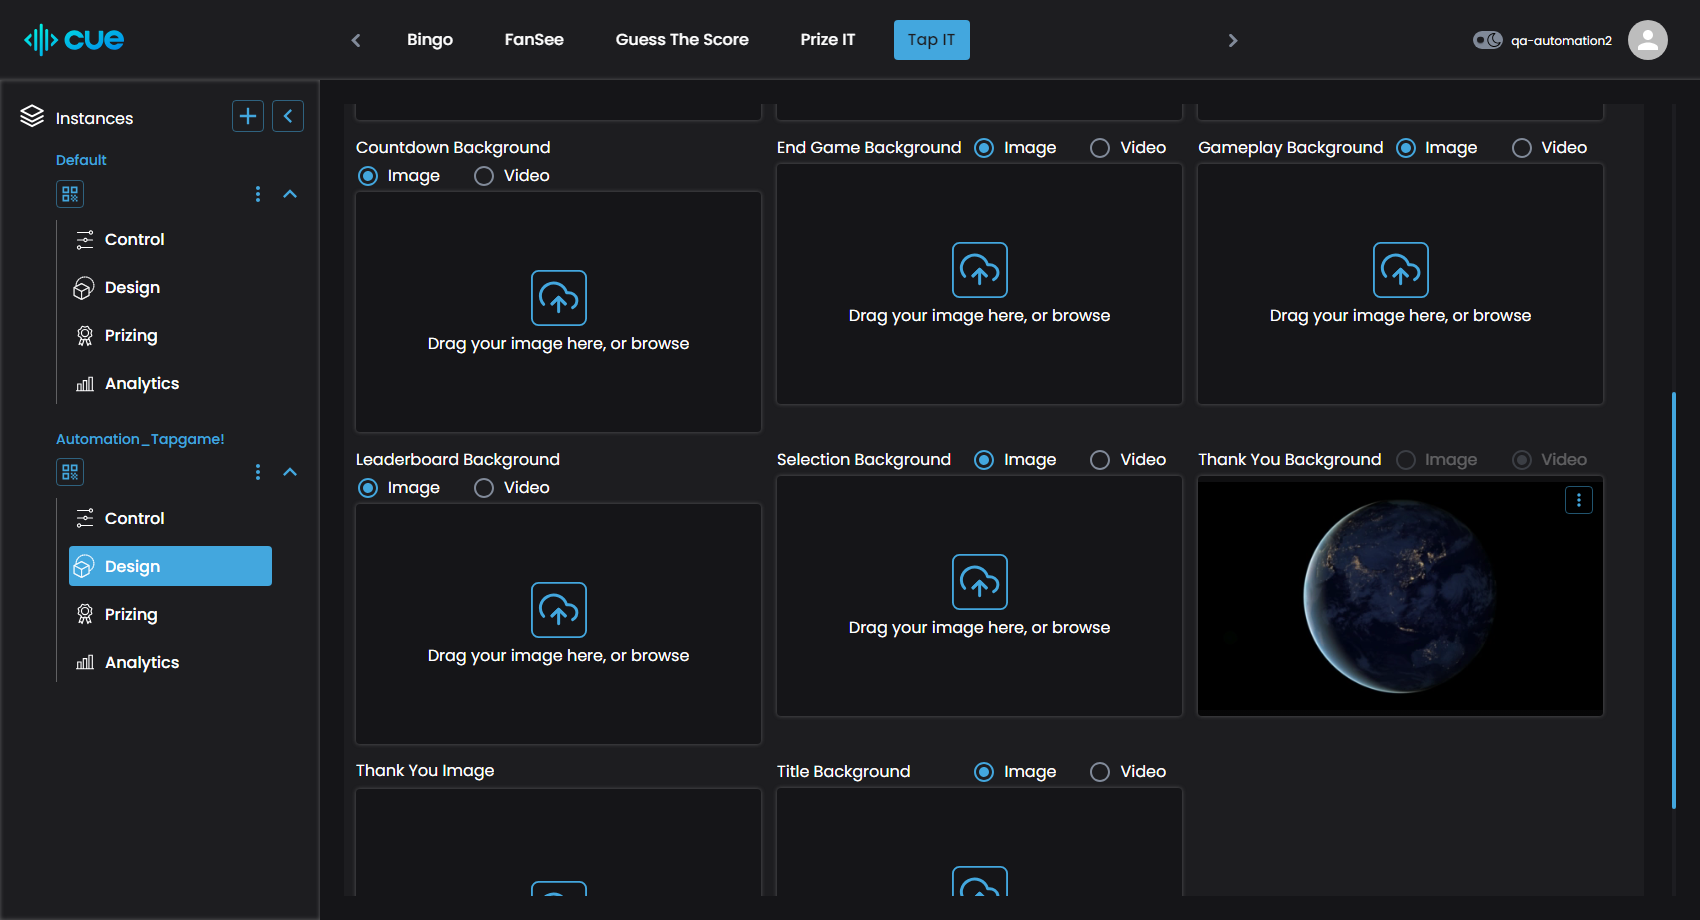 cue
Bingo
FanSee
Guess The Score
Prize IT
Tap IT
qa-automation2
Instances
Default
Control
Design
Prizing
Analytics
Automation_Tapgame!
Control
Design
Prizing
Analytics
Countdown Background
Image Video
Drag your image here, or browse
End Game Background Image Video
Drag your image here, or browse
Gameplay Background Image Video
Drag your image here, or browse
Leaderboard Background
Image Video
Drag your image here, or browse
Selection Background Image Video
Drag your image here, or browse
Thank You Background Image Video
Thank You Image
Title Background Image Video